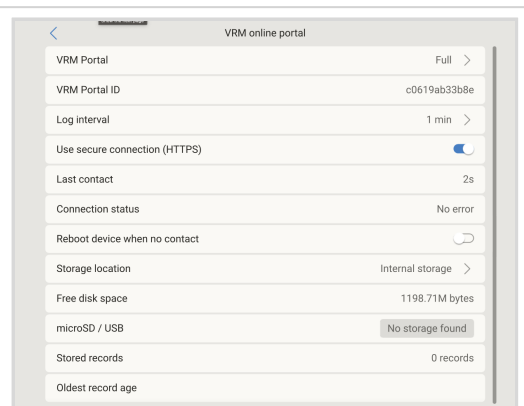 VRM online portal
VRM Portal Full
VRM Portal ID c0619ab33b8e
Log interval 1 min
Use secure connection (HTTPS)
Last contact 2s
Connection status No error
Reboot device when no contact
Storage location Internal storage
Free disk space 1198.71M bytes
microSD / USB No storage found
Stored records 0 records
Oldest record age